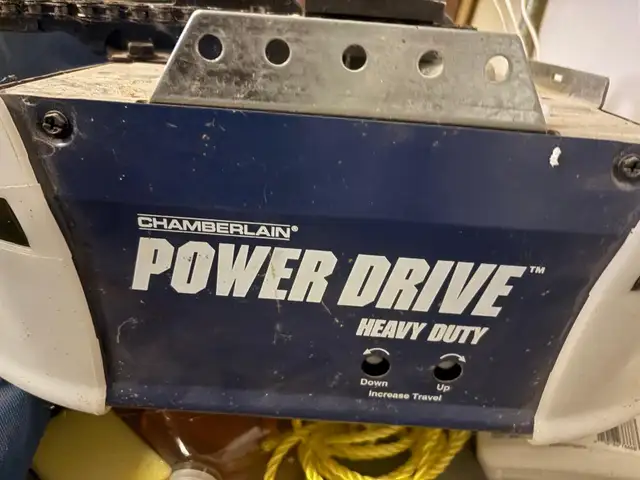 CHAMBERLAIN®
POWER DRIVE™
HEAVY DUTY
Down Up
Increase Travel